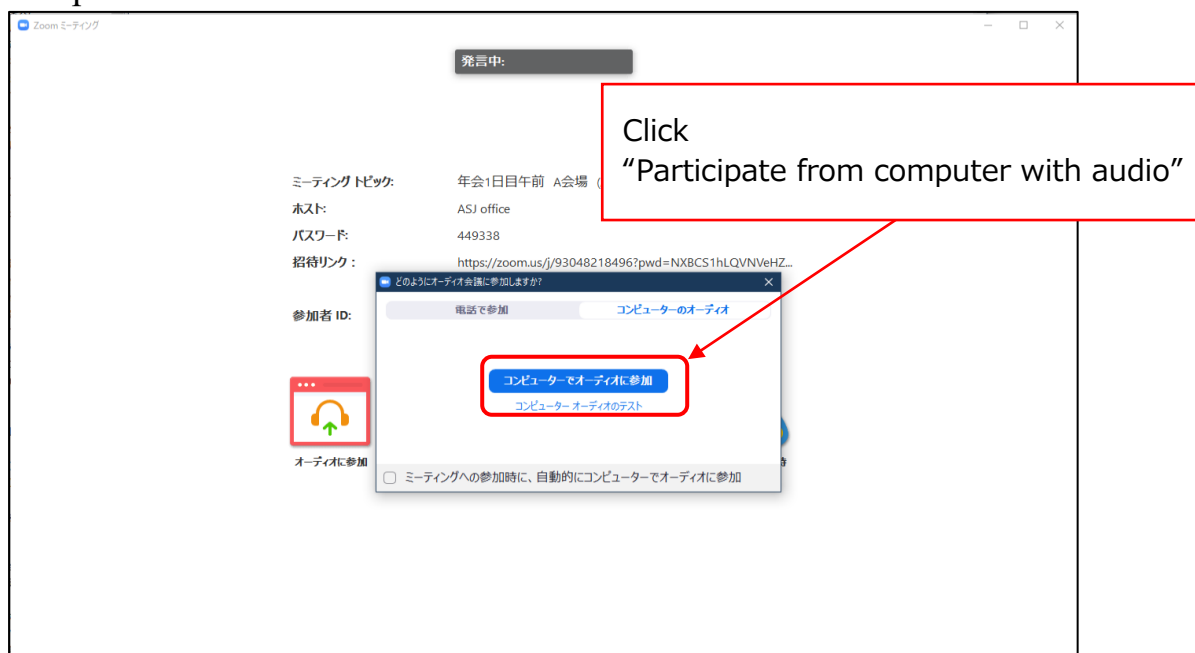 Zoom ミーティング
発言中:
Click
“Participate from computer with audio”
ミーティング トピック: 年会1日目午前 A会場
ホスト: ASJ office
パスワード: 449338
招待リンク： https://zoom.us/j/93048218496?pwd=NXBCS1hLQVNVeHZ...
どのようにオーディオ会議に参加しますか?
参加者 ID:
電話で参加 コンピューターのオーディオ
コンピューターでオーディオに参加
コンピューター オーディオのテスト
オーディオに参加
ミーティングへの参加時に、自動的にコンピューターでオーディオに参加